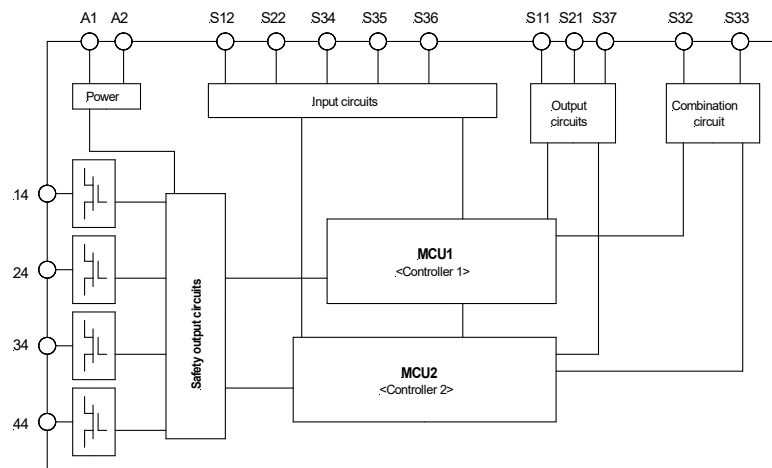 A1 A2 S12 S22 S34 S35 S36 S11 S21 S37 S32 S33
Power
Input circuits
Output
circuits
Combination
circuit
14
24
34
44
Safety output circuits
MCU1
<Controller 1>
MCU2
<Controller 2>